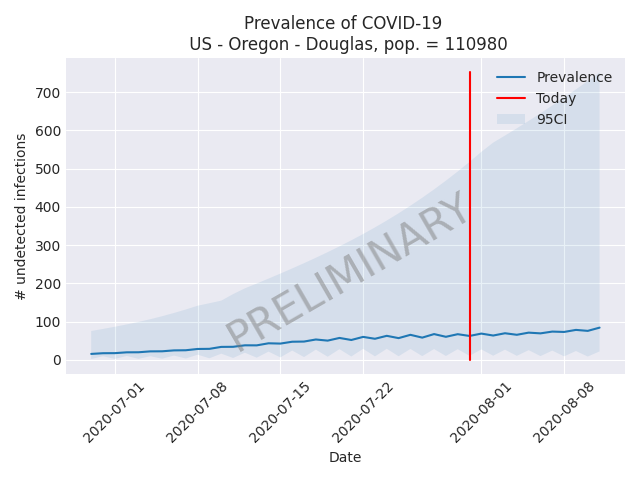 Prevalence of COVID-19
US - Oregon - Douglas, pop. = 110980
Prevalence
Today
95CI
PRELIMINARY
# undetected infections
700
600
500
400
300
200
100
0
2020-07-01
2020-07-08
2020-07-15
2020-07-22
2020-08-01
2020-08-08
Date